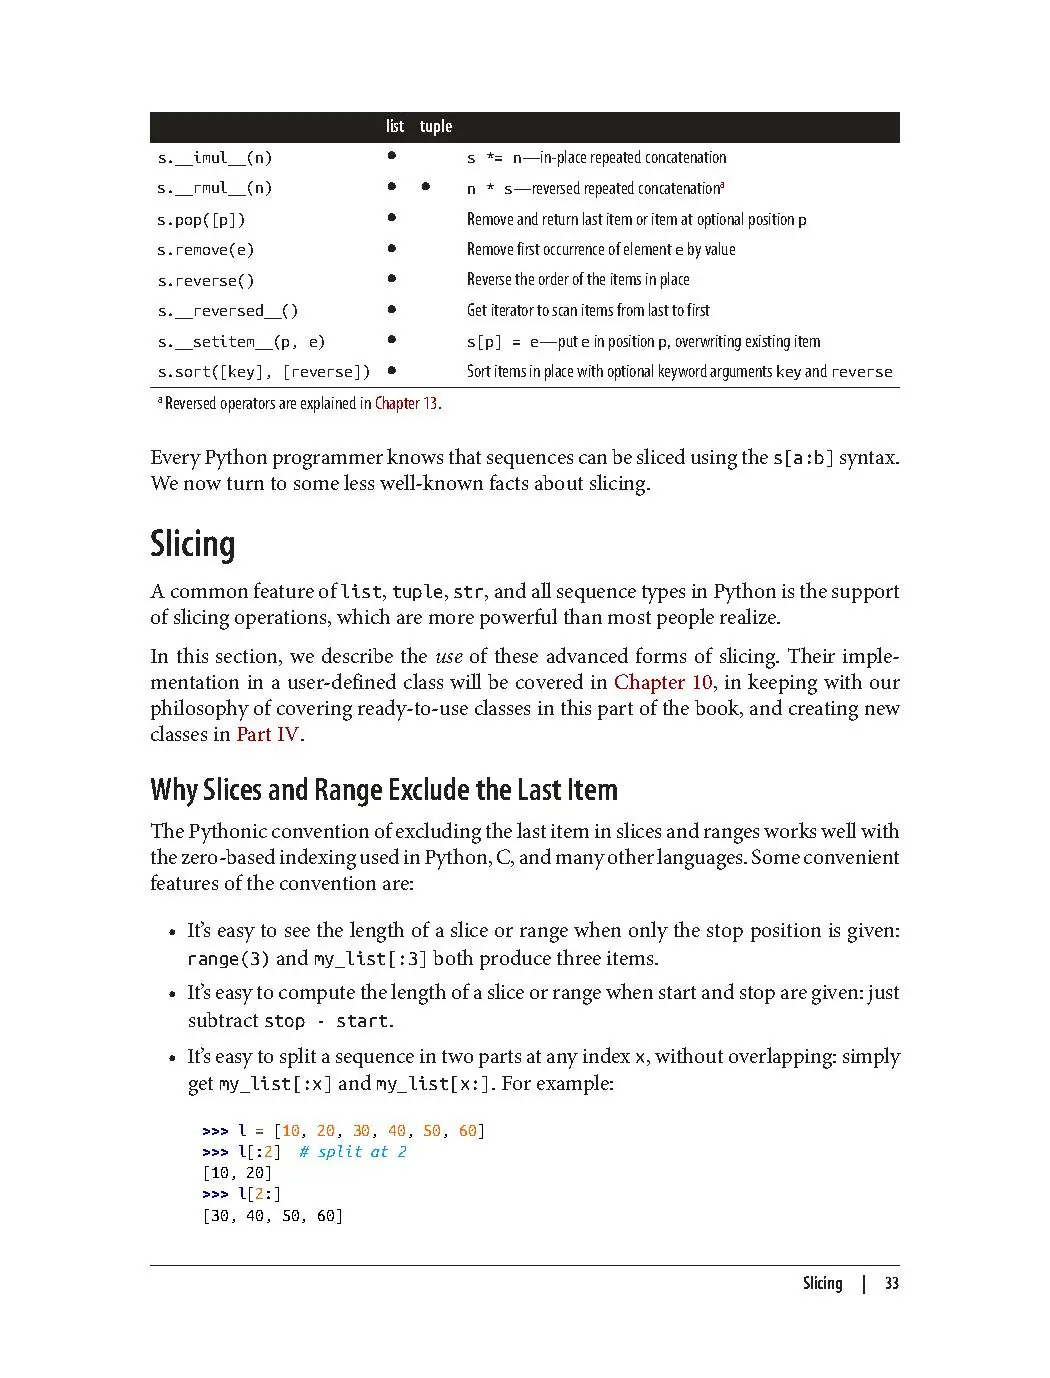 list tuple
s.__imul__(n) ● s *= n—in-place repeated concatenation
s.__rmul__(n) ● ● n * s—reversed repeated concatenationa
s.pop([p]) ● Remove and return last item or item at optional position p
s.remove(e) ● Remove first occurrence of element e by value
s.reverse() ● Reverse the order of the items in place
s.__reversed__() ● Get iterator to scan items from last to first
s.__setitem__(p, e) ● s[p] = e—put e in position p, overwriting existing item
s.sort([key], [reverse]) ● Sort items in place with optional keyword arguments key and reverse
a Reversed operators are explained in Chapter 13.
Every Python programmer knows that sequences can be sliced using the s[a:b] syntax.
We now turn to some less well-known facts about slicing.
Slicing
A common feature of list, tuple, str, and all sequence types in Python is the support
of slicing operations, which are more powerful than most people realize.
In this section, we describe the use of these advanced forms of slicing. Their imple-
mentation in a user-defined class will be covered in Chapter 10, in keeping with our
philosophy of covering ready-to-use classes in this part of the book, and creating new
classes in Part IV.
Why Slices and Range Exclude the Last Item
The Pythonic convention of excluding the last item in slices and ranges works well with
the zero-based indexing used in Python, C, and many other languages. Some convenient
features of the convention are:
• It’s easy to see the length of a slice or range when only the stop position is given:
range(3) and my_list[:3] both produce three items.
• It’s easy to compute the length of a slice or range when start and stop are given: just
subtract stop - start.
• It’s easy to split a sequence in two parts at any index x, without overlapping: simply
get my_list[:x] and my_list[x:]. For example:
>>> l = [10, 20, 30, 40, 50, 60]
>>> l[:2]  # split at 2
[10, 20]
>>> l[2:]
[30, 40, 50, 60]
Slicing | 33